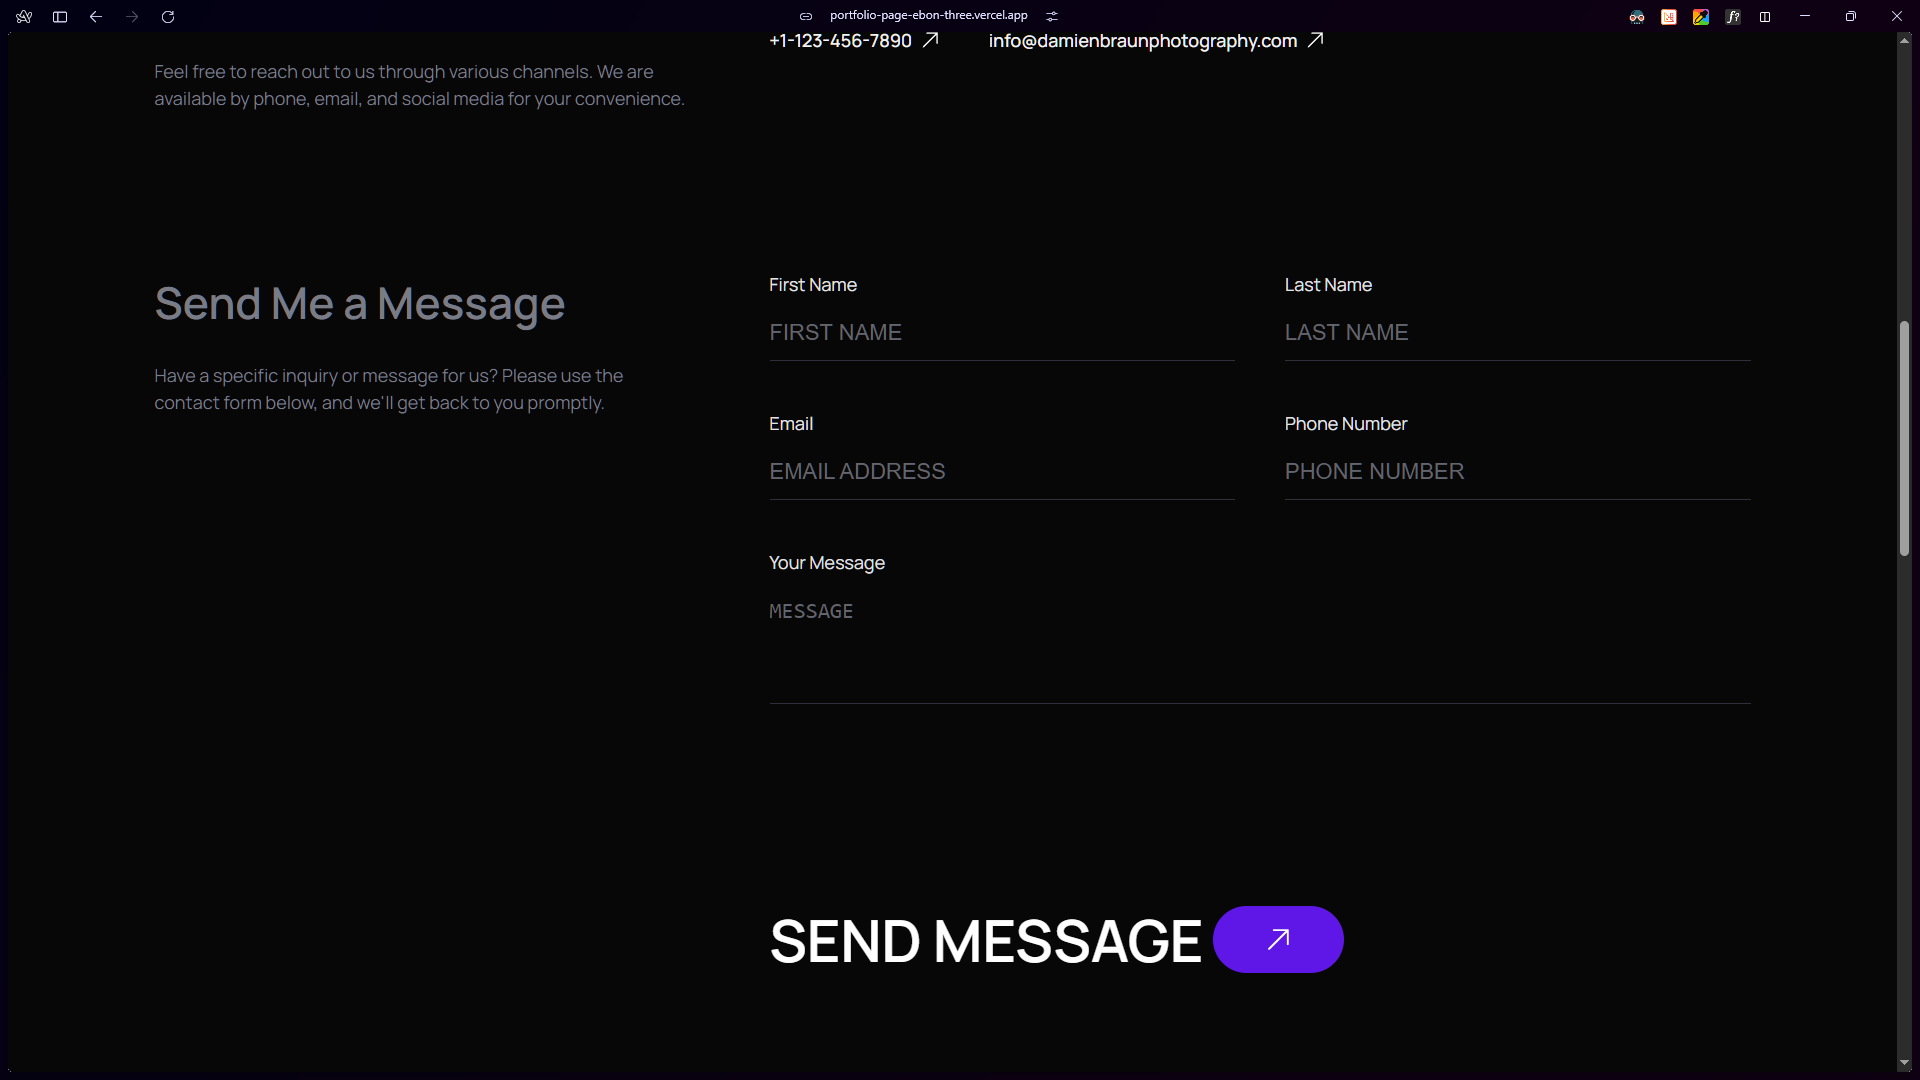 portfolio-page-ebon-three.vercel.app
+1-123-456-7890
info@damienbraunphotography.com
Feel free to reach out to us through various channels. We are
available by phone, email, and social media for your convenience.
Send Me a Message
Have a specific inquiry or message for us? Please use the
contact form below, and we'll get back to you promptly.
First Name
Last Name
FIRST NAME
LAST NAME
Email
Phone Number
EMAIL ADDRESS
PHONE NUMBER
Your Message
MESSAGE
SEND MESSAGE